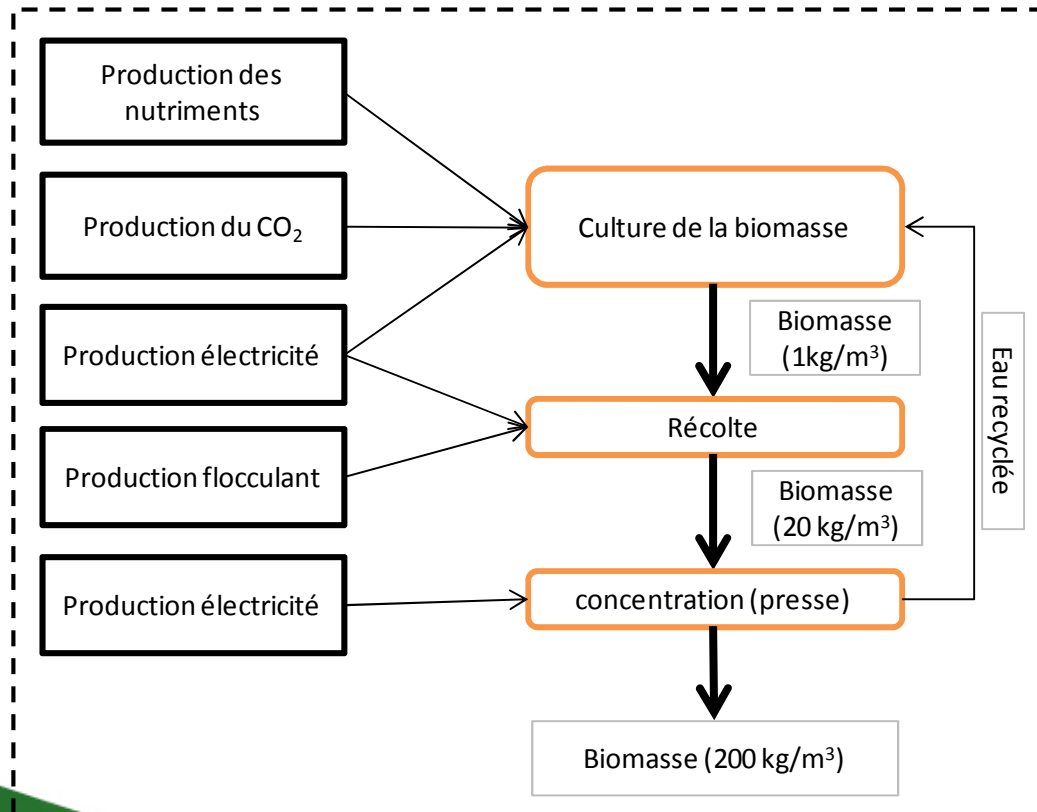 Production des
nutriments
Production du CO₂
Culture de la biomasse
Production électricité
Biomasse
(1kg/m³)
Eau recyclée
Récolte
Production flocculant
Biomasse
(20 kg/m³)
Production électricité
concentration (presse)
Biomasse (200 kg/m³)